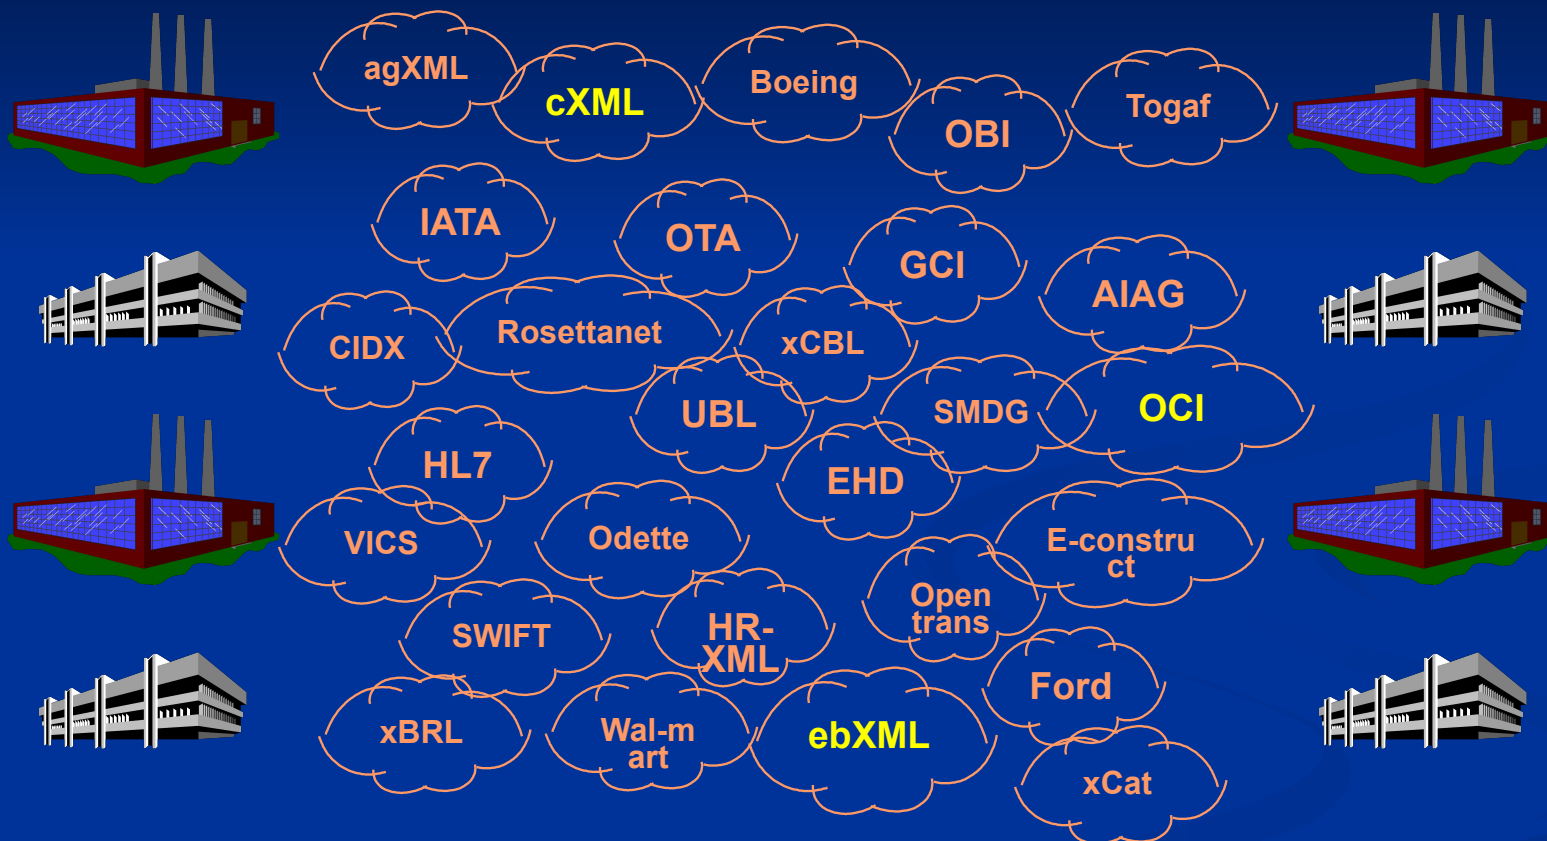 agXML
cXML
Boeing
OBI
Togaf
IATA
OTA
GCI
AIAG
CIDX
Rosettanet
xCBL
UBL
SMDG
OCI
HL7
EHD
VICS
Odette
E-constru
ct
Open
trans
SWIFT
HR-
XML
Ford
xBRL
Wal-m
art
ebXML
xCat